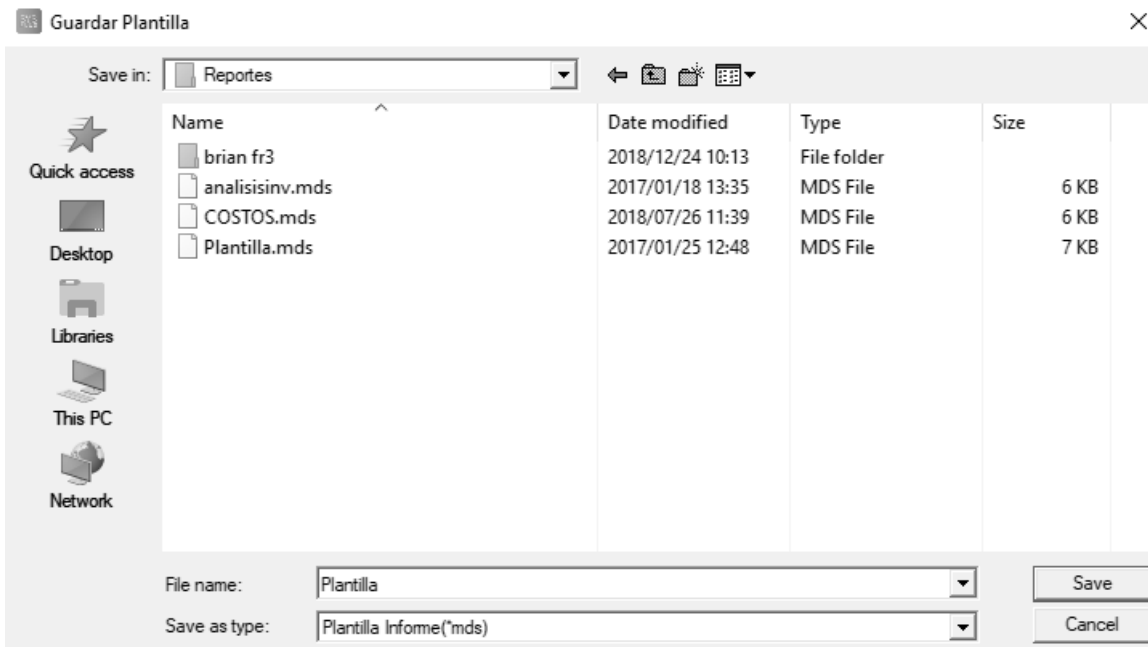 Guardar Plantilla
Save in: Reportes
Name Date modified Type Size
brian fr3 2018/12/24 10:13 File folder
analisisinv.mds 2017/01/18 13:35 MDS File 6 KB
COSTOS.mds 2018/07/26 11:39 MDS File 6 KB
Plantilla.mds 2017/01/25 12:48 MDS File 7 KB
Quick access
Desktop
Libraries
This PC
Network
File name: Plantilla Save
Save as type: Plantilla Informe(*mds) Cancel